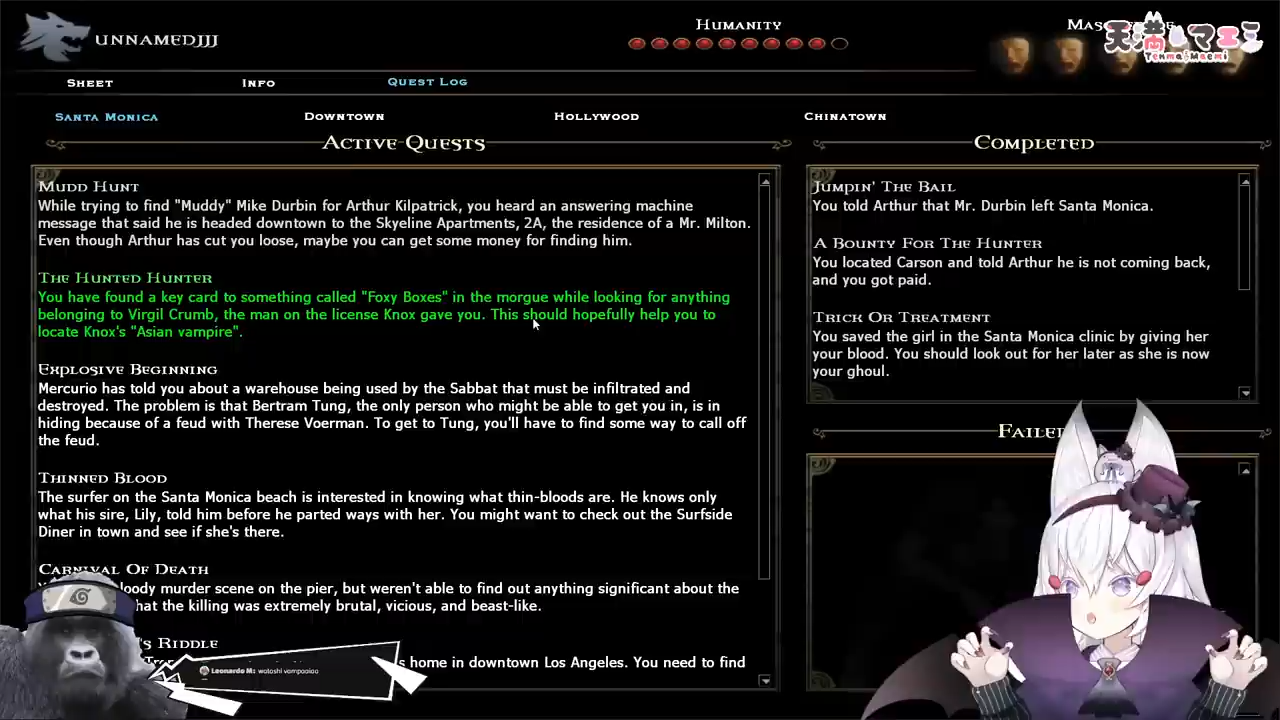 UNNAMEDJJJ
HUMANITY
天満しマエミ
Tenma Maemi
SHEET
INFO
QUEST LOG
SANTA MONICA
DOWNTOWN
HOLLYWOOD
CHINATOWN
ACTIVE QUESTS
MUDD HUNT
While trying to find "Muddy" Mike Durbin for Arthur Kilpatrick, you heard an answering machine
message that said he is headed downtown to the Skyeline Apartments, 2A, the residence of a Mr. Milton.
Even though Arthur has cut you loose, maybe you can get some money for finding him.
THE HUNTED HUNTER
You have found a key card to something called "Foxy Boxes" in the morgue while looking for anything
belonging to Virgil Crumb, the man on the license Knox gave you. This should hopefully help you to
locate Knox's "Asian vampire".
EXPLOSIVE BEGINNING
Mercurio has told you about a warehouse being used by the Sabbat that must be infiltrated and
destroyed. The problem is that Bertram Tung, the only person who might be able to get you in, is in
hiding because of a feud with Therese Voerman. To get to Tung, you'll have to find some way to call off
the feud.
THINNED BLOOD
The surfer on the Santa Monica beach is interested in knowing what thin-bloods are. He knows only
what his sire, Lily, told him before he parted ways with her. You might want to check out the Surfside
Diner in town and see if she's there.
CARNIVAL OF DEATH
loody murder scene on the pier, but weren't able to find out anything significant about the
hat the killing was extremely brutal, vicious, and beast-like.
'S RIDDLE
s home in downtown Los Angeles. You need to find
Leonardo M: watashi vampaaiaa
COMPLETED
JUMPIN' THE BAIL
You told Arthur that Mr. Durbin left Santa Monica.
A BOUNTY FOR THE HUNTER
You located Carson and told Arthur he is not coming back,
and you got paid.
TRICK OR TREATMENT
You saved the girl in the Santa Monica clinic by giving her
your blood. You should look out for her later as she is now
your ghoul.
FAILE